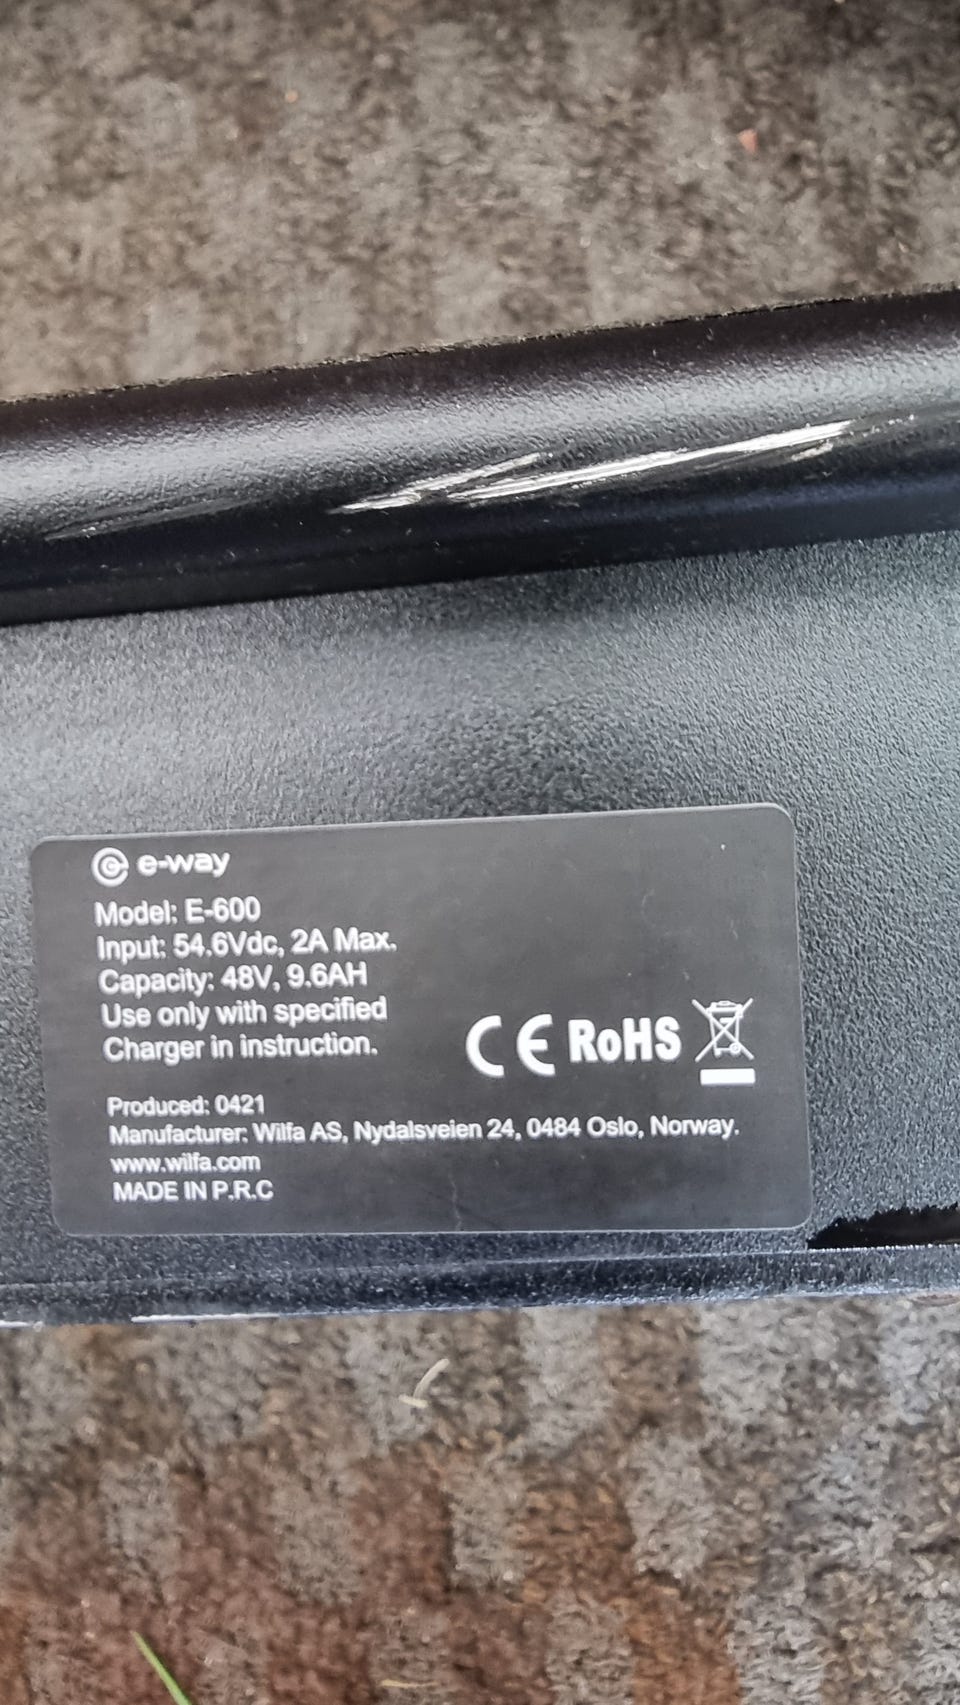 e-way
Model: E-600
Input: 54.6Vdc, 2A Max.
Capacity: 48V, 9.6AH
Use only with specified
Charger in instruction.
CE RoHS
Produced: 0421
Manufacturer: Wilfa AS, Nydalsveien 24, 0484 Oslo, Norway.
www.wilfa.com
MADE IN P.R.C